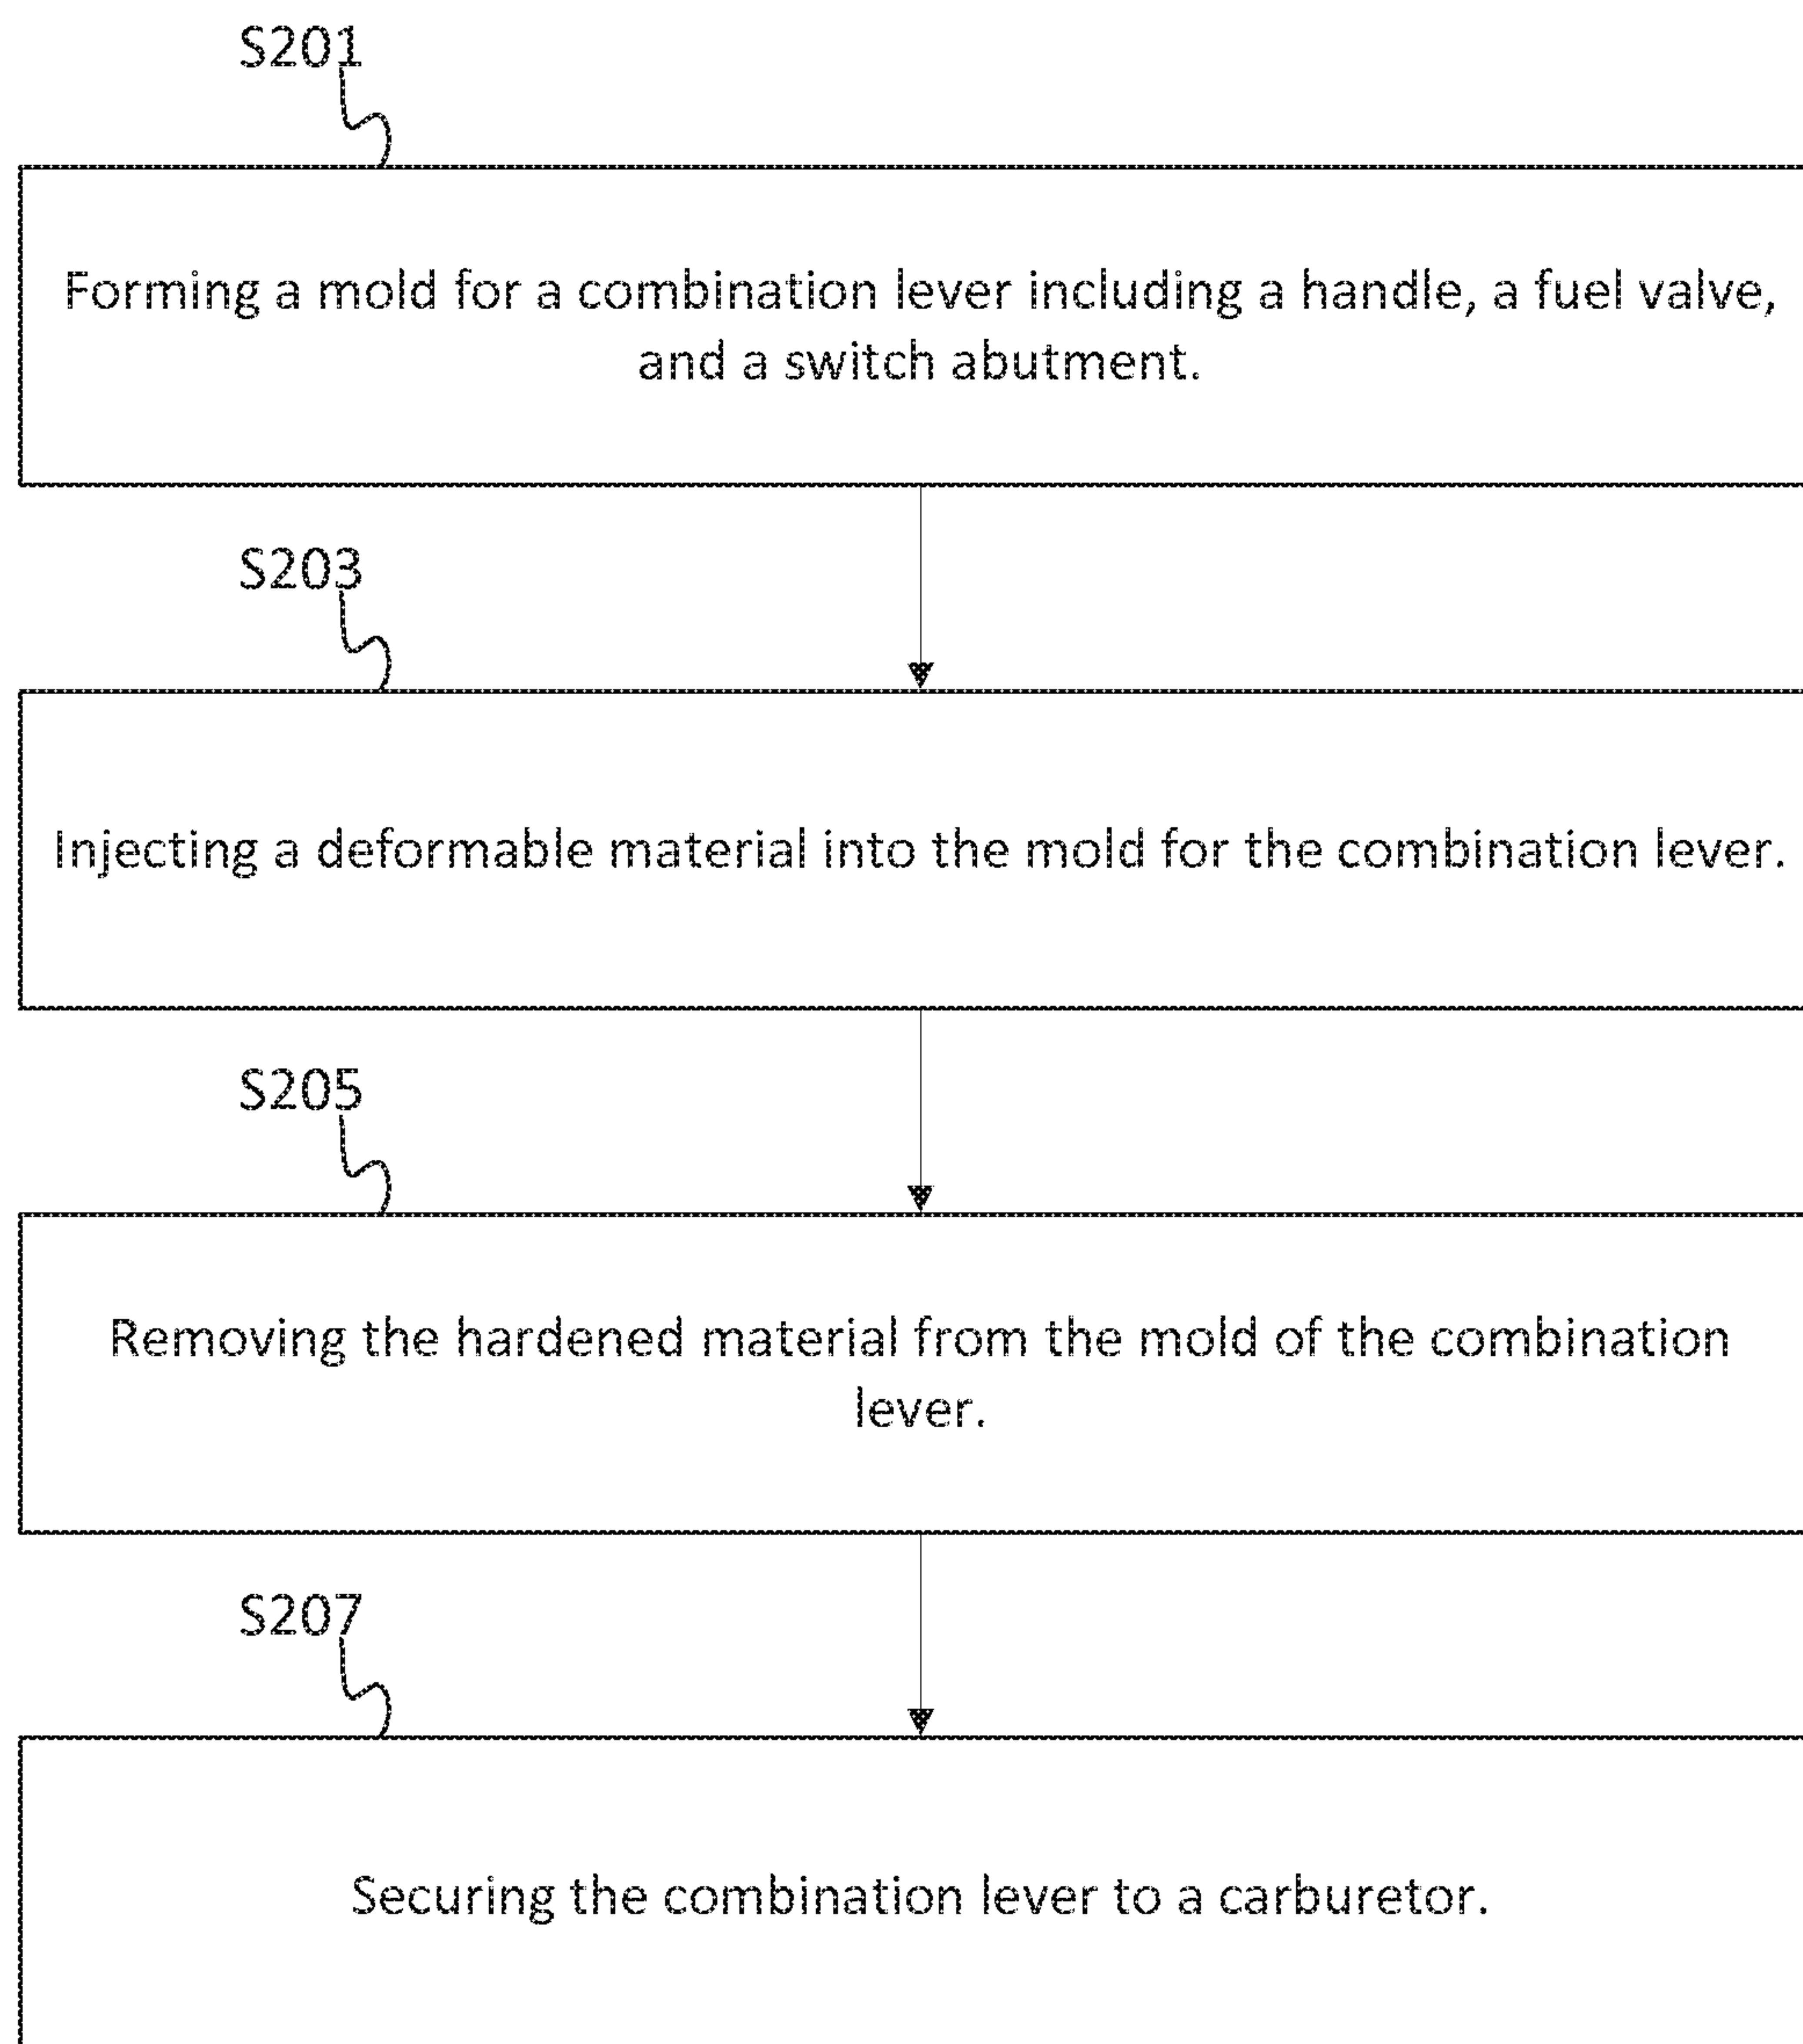 S201
Forming a mold for a combination lever including a handle, a fuel valve,
and a switch abutment.
S203
Injecting a deformable material into the mold for the combination lever.
S205
Removing the hardened material from the mold of the combination
lever.
S207
Securing the combination lever to a carburetor.